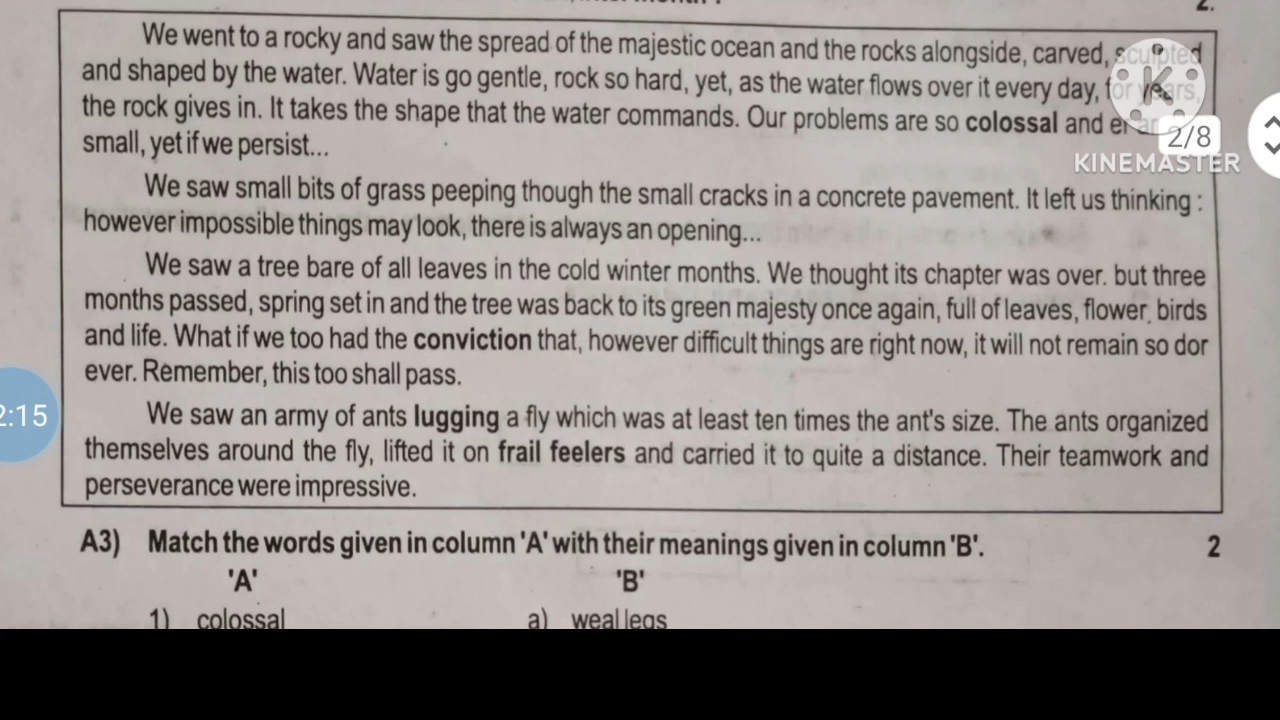 2.
We went to a rocky and saw the spread of the majestic ocean and the rocks alongside, carved, sculpted
and shaped by the water. Water is go gentle, rock so hard, yet, as the water flows over it every day, for years,
the rock gives in. It takes the shape that the water commands. Our problems are so colossal and
small, yet if we persist...
We saw small bits of grass peeping though the small cracks in a concrete pavement. It left us thinking :
however impossible things may look, there is always an opening...
We saw a tree bare of all leaves in the cold winter months. We thought its chapter was over. but three
months passed, spring set in and the tree was back to its green majesty once again, full of leaves, flower, birds
and life. What if we too had the conviction that, however difficult things are right now, it will not remain so dor
ever. Remember, this too shall pass.
We saw an army of ants lugging a fly which was at least ten times the ant's size. The ants organized
themselves around the fly, lifted it on frail feelers and carried it to quite a distance. Their teamwork and
perseverance were impressive.
A3) Match the words given in column 'A' with their meanings given in column 'B'. 2
'A' 'B'
1) colossal a) weal legs
K
2/8
KINEMASTER
2:15